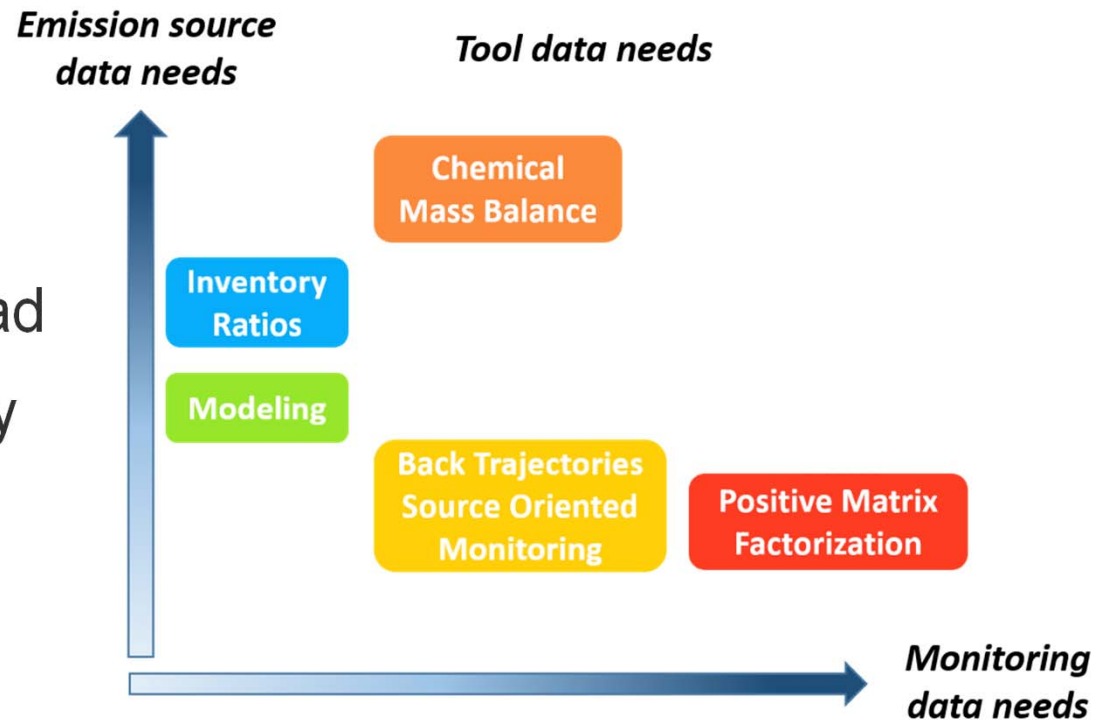 Emission source
data needs
Tool data needs
Chemical
Mass Balance
Inventory
Ratios
Modeling
Back Trajectories
Source Oriented
Monitoring
Positive Matrix
Factorization
Monitoring
data needs